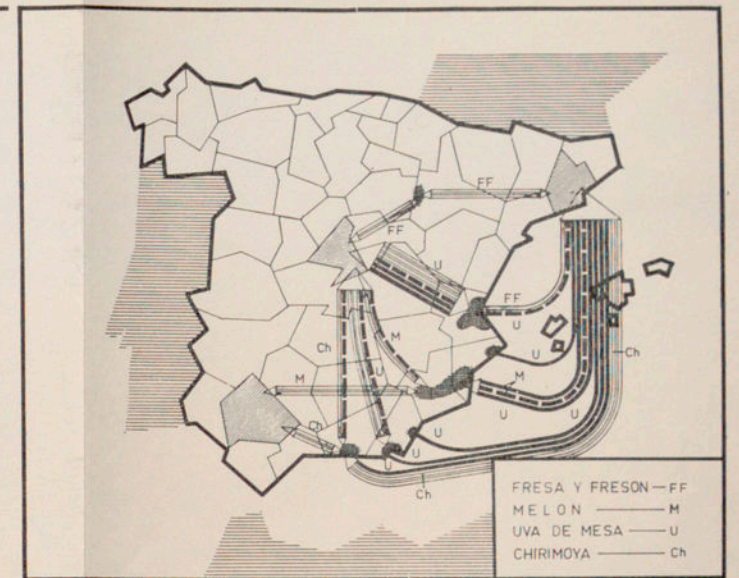 FF
FF
U
FF
U
M
Ch
U
U
M
M
Ch
U
U
Ch
U
U
U
Ch
FRESA Y FRESON — FF
MELON — M
UVA DE MESA — U
CHIRIMOYA — Ch